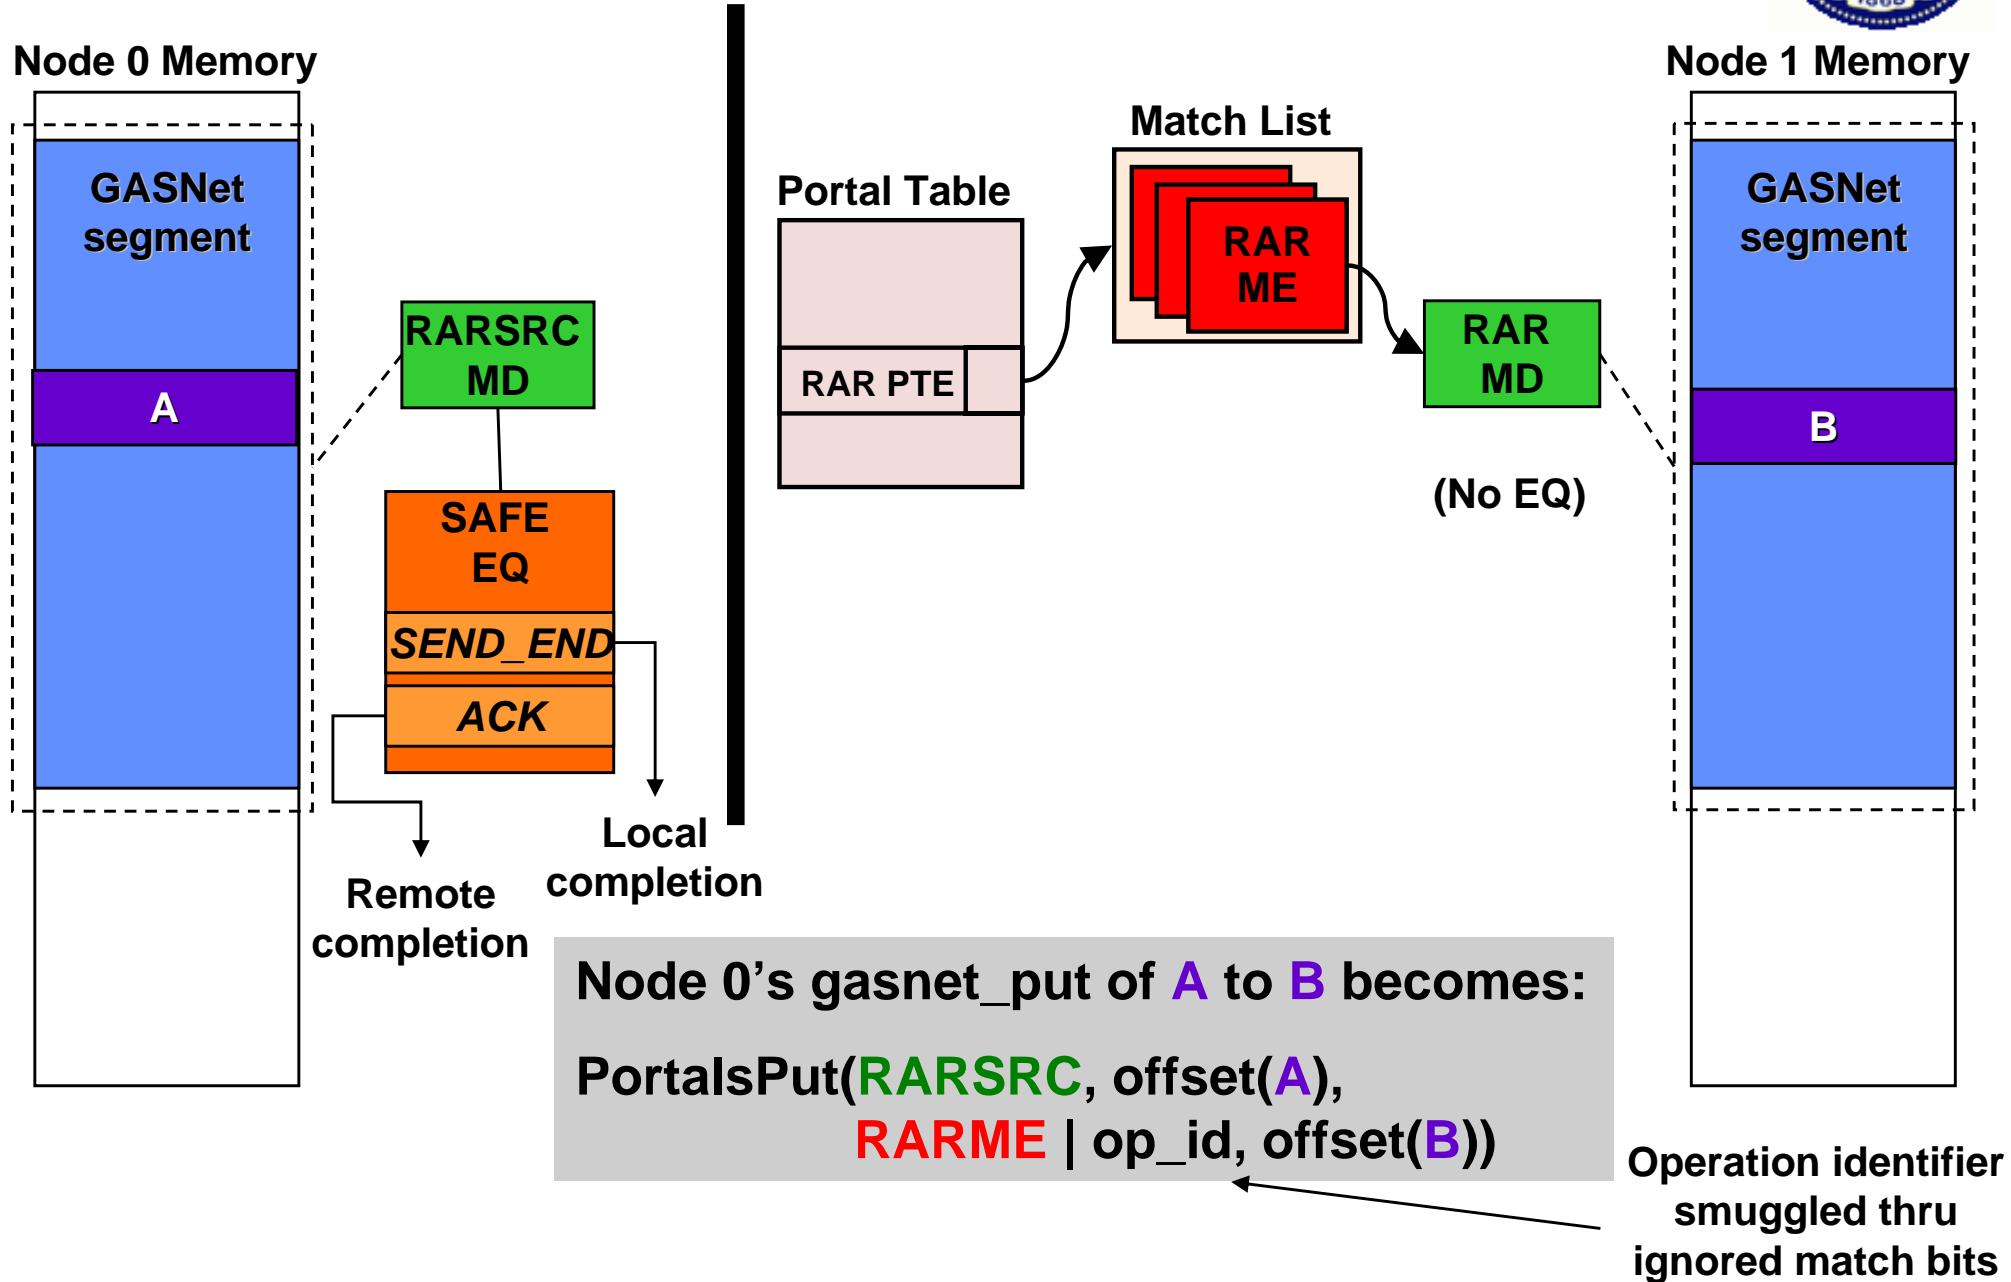 Node 0 Memory
GASNet
segment
A
RARSRC
MD
SAFE
EQ
SEND_END
ACK
Remote
completion
Local
completion
Portal Table
RAR PTE
Match List
RAR
ME
RAR
MD
(No EQ)
Node 1 Memory
GASNet
segment
B
Node 0’s gasnet_put of A to B becomes:
PortalsPut(RARSRC, offset(A),
RARME | op_id, offset(B))
Operation identifier
smuggled thru
ignored match bits